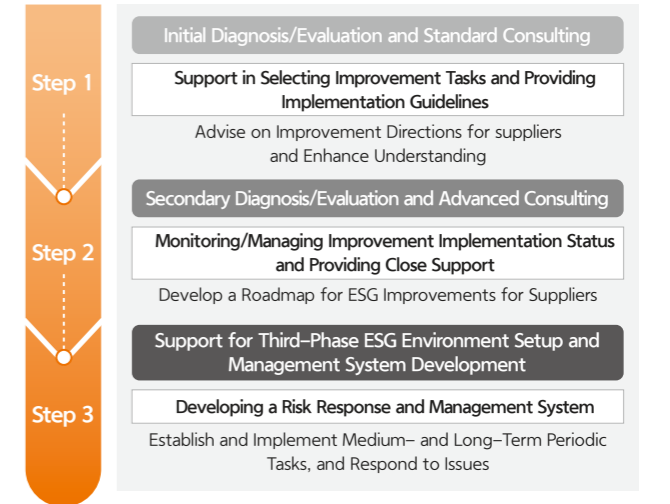 Step 1
Initial Diagnosis/Evaluation and Standard Consulting
Support in Selecting Improvement Tasks and Providing
Implementation Guidelines
Advise on Improvement Directions for suppliers
and Enhance Understanding
Step 2
Secondary Diagnosis/Evaluation and Advanced Consulting
Monitoring/Managing Improvement Implementation Status
and Providing Close Support
Develop a Roadmap for ESG Improvements for Suppliers
Step 3
Support for Third–Phase ESG Environment Setup and
Management System Development
Developing a Risk Response and Management System
Establish and Implement Medium– and Long–Term Periodic
Tasks, and Respond to Issues